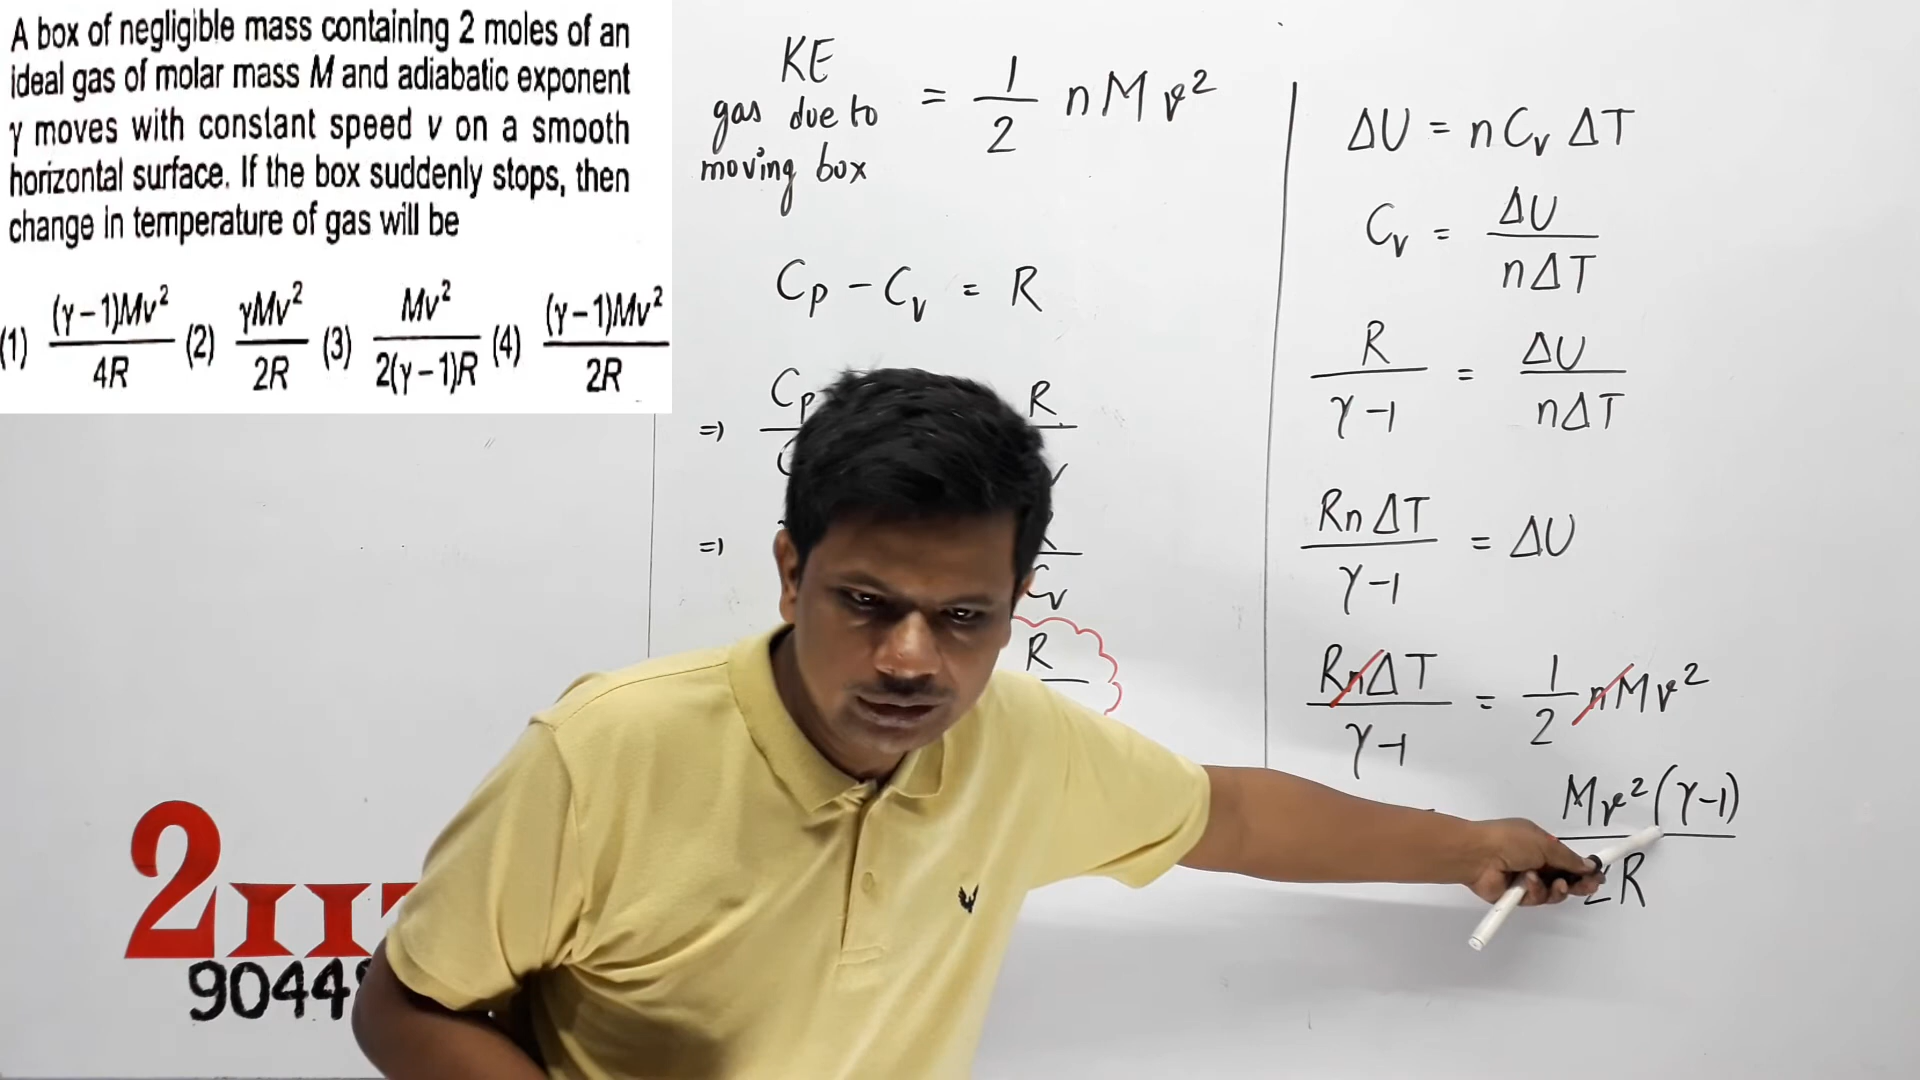 A box of negligible mass containing 2 moles of an
ideal gas of molar mass M and adiabatic exponent
γ moves with constant speed v on a smooth
horizontal surface. If the box suddenly stops, then
change in temperature of gas will be
(1) (γ−1)Mv²/4R (2) γMv²/2R (3) Mv²/2(γ−1)R (4) (γ−1)Mv²/2R
KE
gas due to
moving box
= 1/2 n M v²
Cp − Cv = R
⇒ Cp R
⇒
Cv
R
ΔU = n Cv ΔT
Cv = ΔU/nΔT
R/γ−1 = ΔU/nΔT
RnΔT/γ−1 = ΔU
RnΔT/γ−1 = 1/2 nMv²
Mv²(γ−1)/2R
2
9044